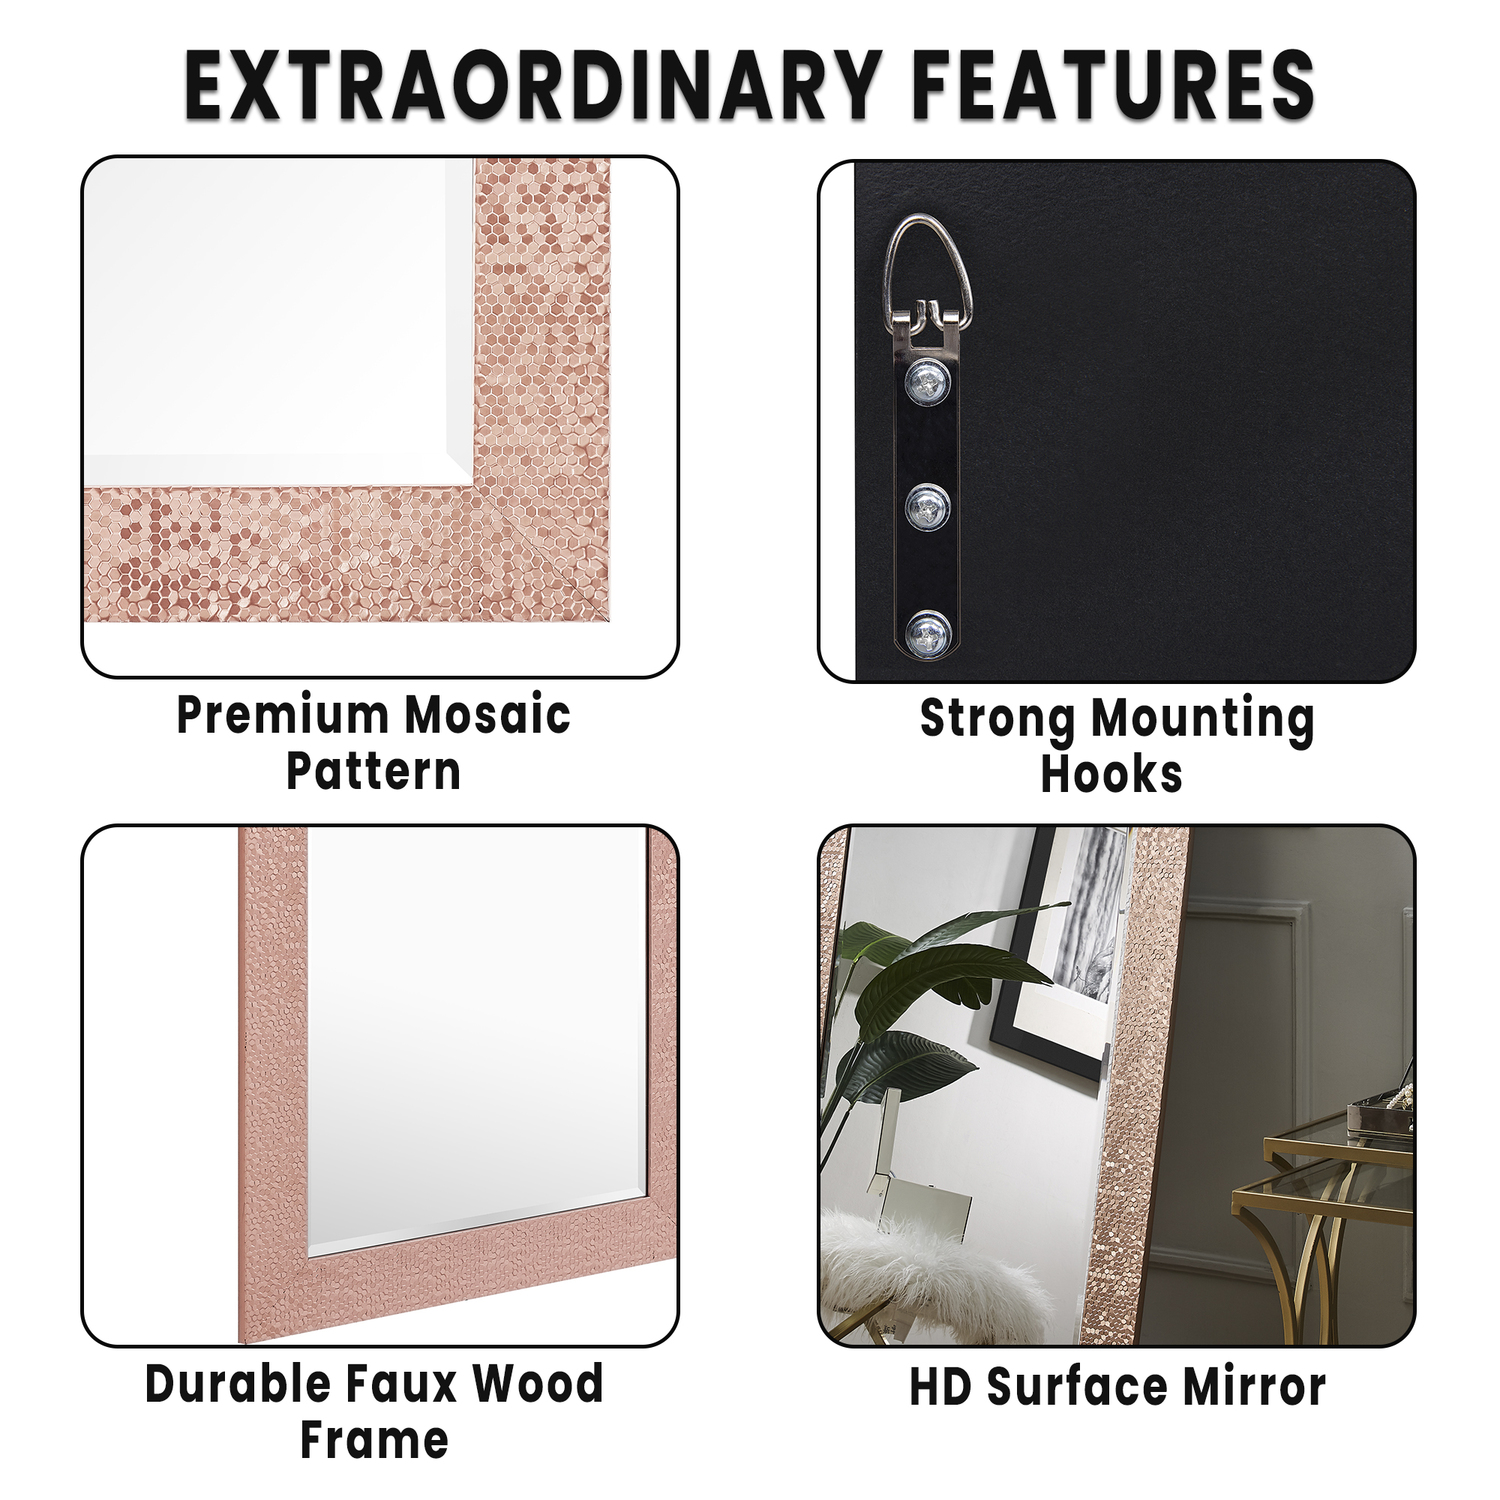 EXTRAORDINARY FEATURES
Premium Mosaic
Pattern
Strong Mounting
Hooks
Durable Faux Wood
Frame
HD Surface Mirror